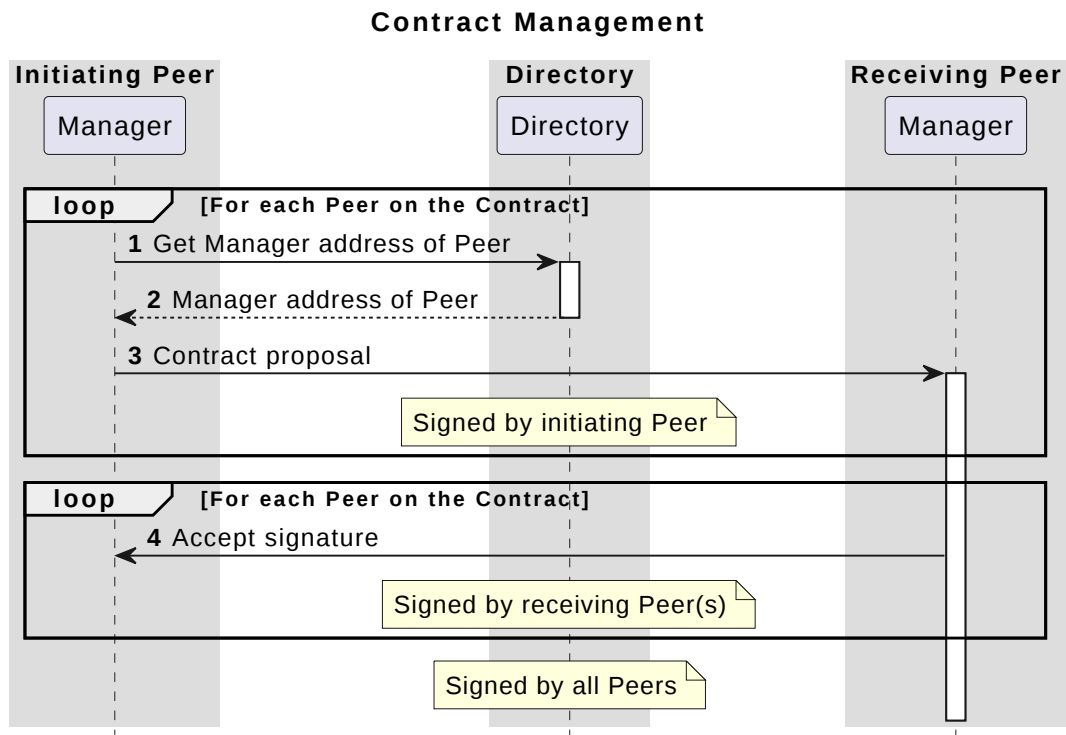 Contract Management
Initiating Peer
Directory
Receiving Peer
Manager
Directory
Manager
loop [For each Peer on the Contract]
1 Get Manager address of Peer
2 Manager address of Peer
3 Contract proposal
Signed by initiating Peer
loop [For each Peer on the Contract]
4 Accept signature
Signed by receiving Peer(s)
Signed by all Peers